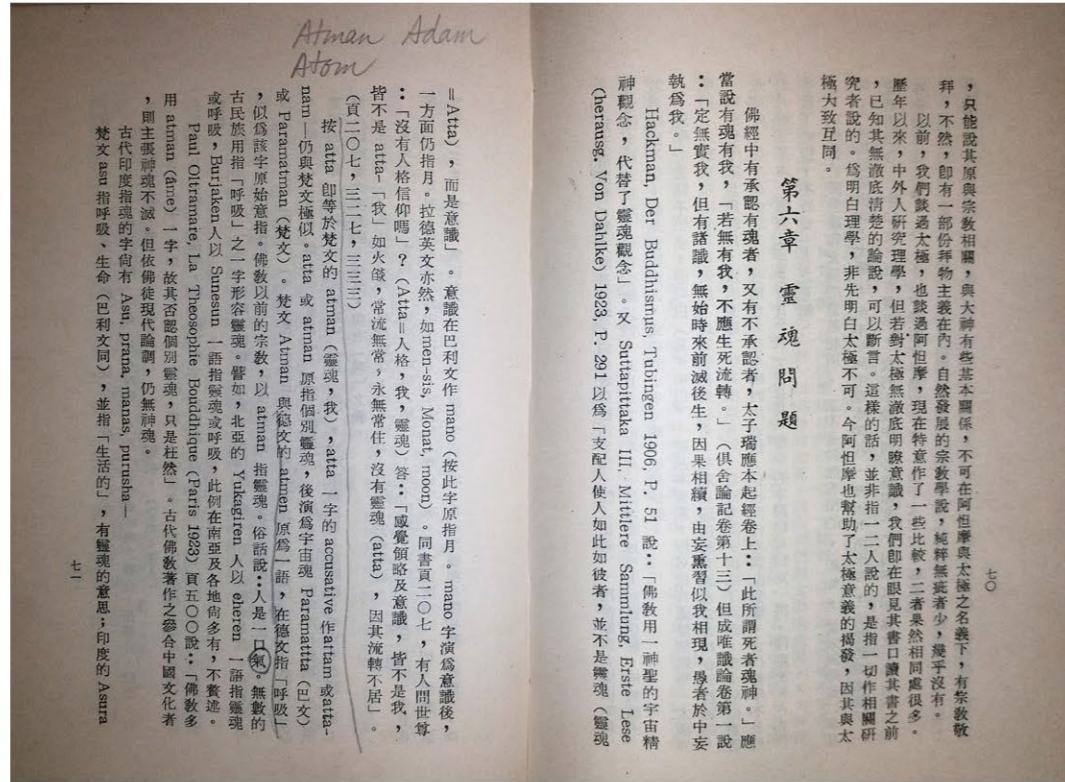 七〇
，只能說其原與宗教相關，與大神有些基本關係，不可在阿怛摩與太極之名義下，有宗教敬
拜，不然，卽有一部份拜物主義在內。自然發展的宗教學說，純粹無疵者少，幾乎沒有。
以前，我們談過太極，也談過阿怛摩，現在特意作了一些比較，二者果然相同處很多。
歷年以來，中外人研究理學，但若對太極無澈底明瞭意識，我們卽在眼見其書口讀其書之前
，已知其無澈底清楚的論說，可以斷言。這樣的話，並非指一二人說的，是指一切作相關研
究者說的。爲明白理學，非先明白太極不可。今阿怛摩也幫助了太極意義的揭發，因其與太
極大致互同。
第六章 靈魂問題
佛經中有承認有魂者，又有不承認者，太子瑞應本起經卷上：「此所謂死者魂神。」應
當說有魂有我，「若無有我，不應生死流轉。」（俱舍論記卷第十三）但成唯識論卷第一說
：「定無實我，但有諸識，無始時來前滅後生，因果相續，由妄熏習似我相現，愚者於中妄
執爲我。」
Hackman, Der Buddhismus, Tubingen 1906, P. 51 說：「佛教用一神聖的宇宙精
神觀念，代替了靈魂觀念」。又 Suttapittaka III. Mittlere Sammlung, Erste Lese
(herausg. Von Dahlke) 1923, P. 291 以爲「支配人使人如此如彼者，並不是靈魂（靈魂
Atman Adam
Atom
＝Atta），而是意識」。意識在巴利文作 mano（按此字原指月。mano 字演爲意識後，
一方面仍指月。拉德英文亦然，如 men-sis, Monat, moon）。同書頁二〇七，有人問世尊
：「沒有人格信仰嗎」？（Atta＝人格，我，靈魂）答：「感覺領略及意識，皆不是我，
皆不是 atta-「我」如火燄，常流無常，永無常住，沒有靈魂（atta），因其流轉不居」。
（頁二〇七，三二七，三三三）
按 atta 卽等於梵文的 atman（靈魂，我），atta 一字的 accusative 作 attam 或 atta-
nam — 仍與梵文極似。atta 或 atman 原指個別靈魂，後演爲宇宙魂 Paramattta（巴文）
或 Paramatman（梵文）。梵文 Atman 與德文的 atmen 原爲一語，在德文指「呼吸」
，似爲該字原始意指。佛教以前的宗教，以 atman 指靈魂。俗話說：人是一口氣。無數的
古民族用指「呼吸」之一字形容靈魂。譬如，北亞的 Yukagiren 人以 eheren 一語指靈魂
或呼吸，Burjaken 人以 Sunesun 一語指靈魂或呼吸，此例在南亞及各地尙多有，不贅述。
Paul Oltramare, La Theosophie Bouddhique (Paris 1923) 頁五〇〇說：「佛教多
用 atman (áme) 一字，故其否認個別靈魂，只是枉然」。古代佛教著作之參合中國文化者
，則主張神魂不滅。但依佛徒現代論調，仍無神魂。
古代印度指魂的字尙有 Asu, prana, manas, purusha—
梵文 asu 指呼吸、生命（巴利文同），並指「生活的」，有靈魂的意思；印度的 Asura
七一